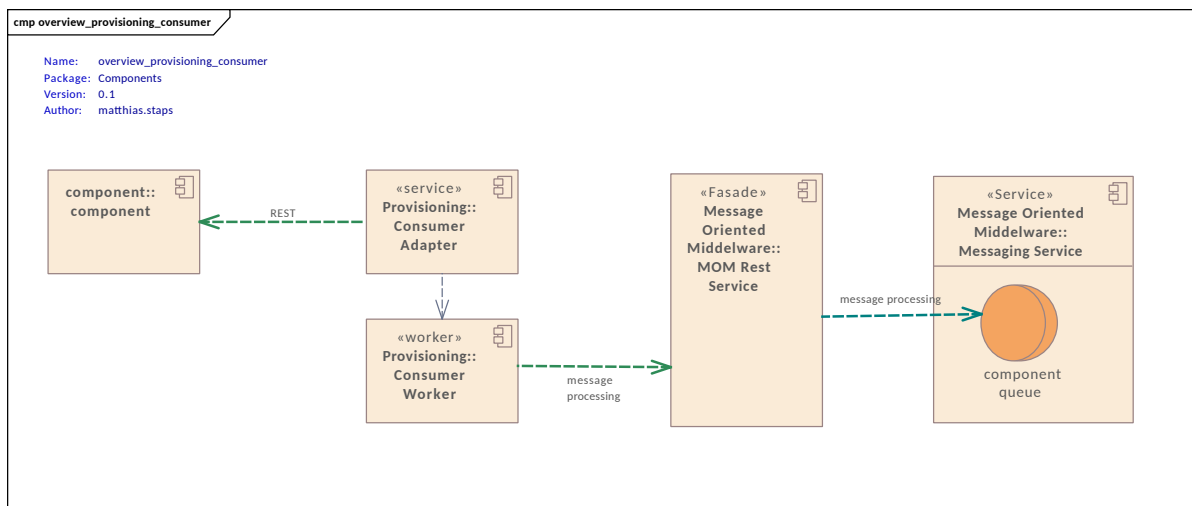 cmp overview_provisioning_consumer
Name: overview_provisioning_consumer
Package: Components
Version: 0.1
Author: matthias.staps
component::
component
REST
«service»
Provisioning::
Consumer
Adapter
«worker»
Provisioning::
Consumer
Worker
message
processing
«Fasade»
Message
Oriented
Middelware::
MOM Rest
Service
message processing
«Service»
Message Oriented
Middelware::
Messaging Service
component
queue